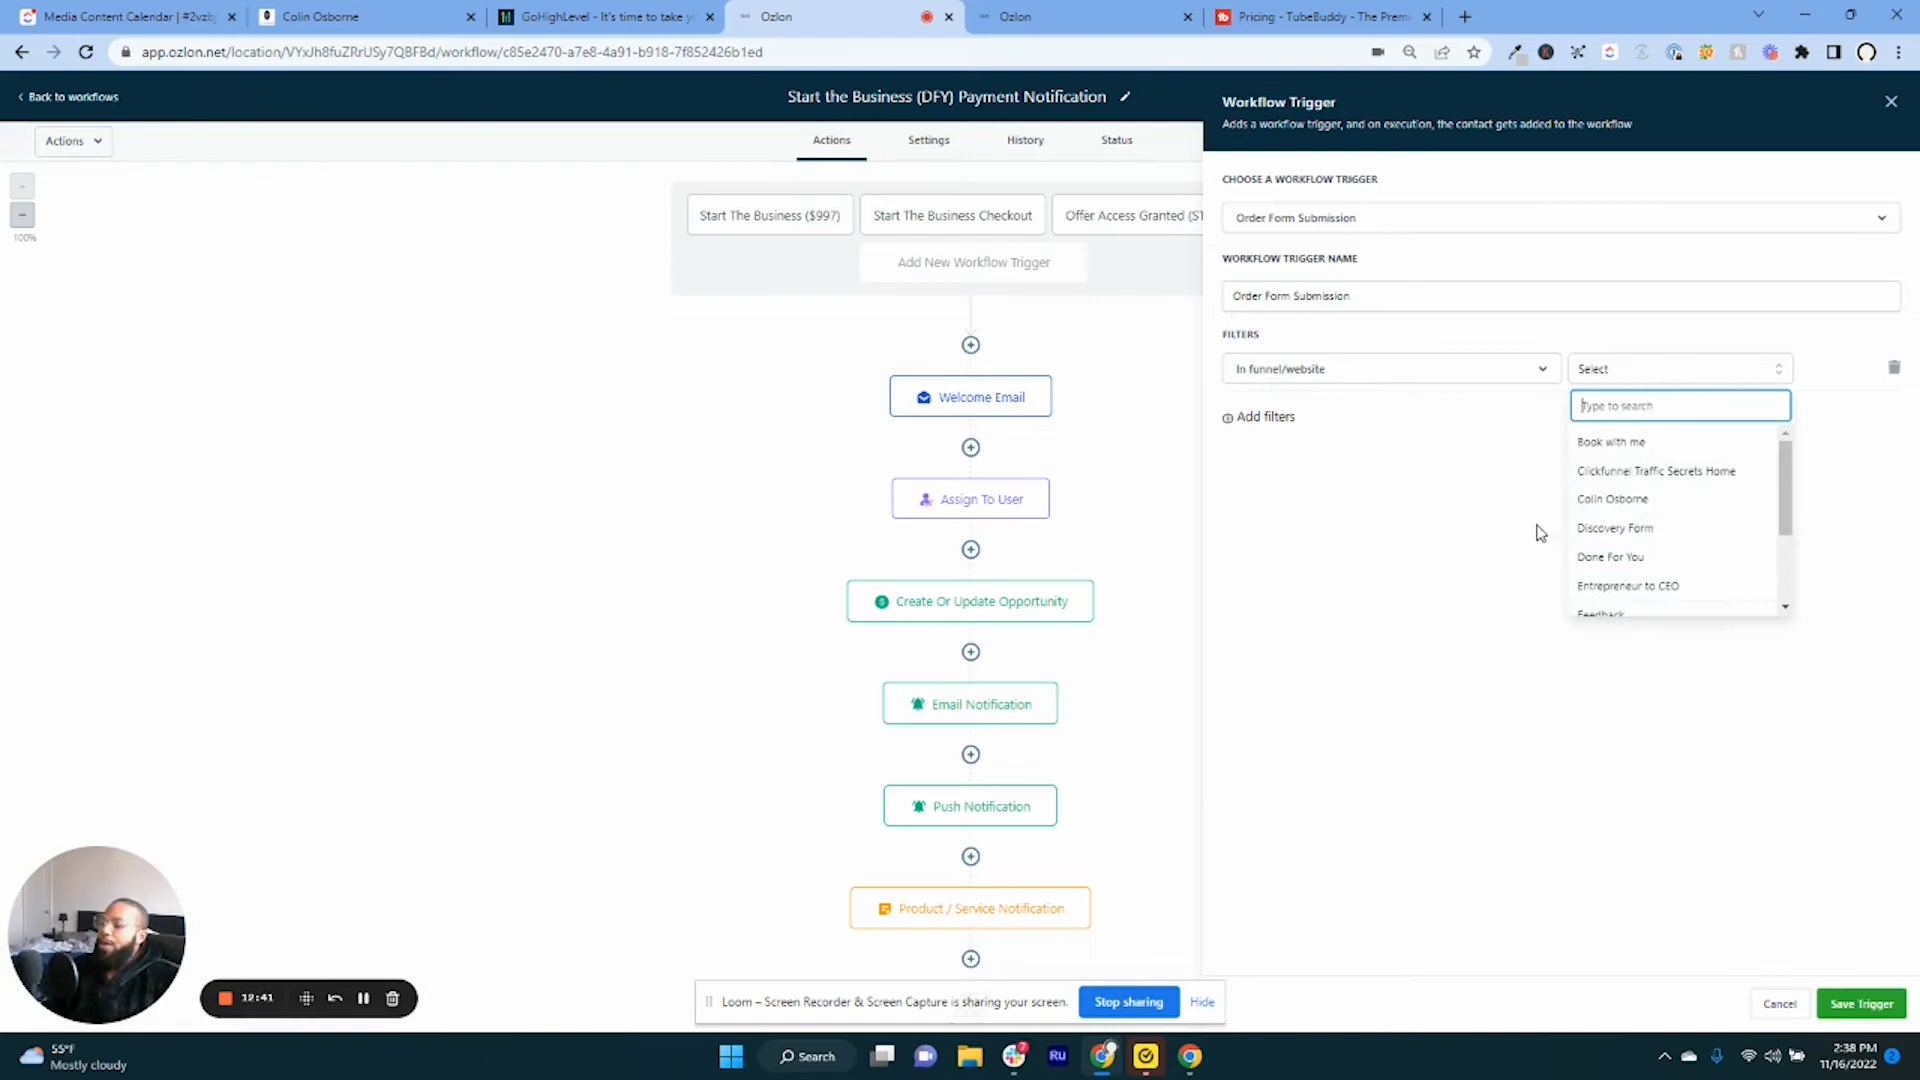 Media Content Calendar | #2vzb
Colin Osborne
GoHighLevel - It's time to take y
Ozlon
Ozlon
Pricing - TubeBuddy - The Premi
app.ozlon.net/location/VYxJh8fuZRrUSy7QBFBd/workflow/c85e2470-a7e8-4a91-b918-7f852426b1ed
Back to workflows
Start the Business (DFY) Payment Notification
Workflow Trigger
Adds a workflow trigger, and on execution, the contact gets added to the workflow
Actions
Actions
Settings
History
Status
100%
Start The Business ($997)
Start The Business Checkout
Offer Access Granted (ST
Add New Workflow Trigger
Welcome Email
Assign To User
Create Or Update Opportunity
Email Notification
Push Notification
Product / Service Notification
CHOOSE A WORKFLOW TRIGGER
Order Form Submission
WORKFLOW TRIGGER NAME
Order Form Submission
FILTERS
In funnel/website
Select
Add filters
Type to search
Book with me
Clickfunnel Traffic Secrets Home
Colin Osborne
Discovery Form
Done For You
Entrepreneur to CEO
Feedback
Cancel
Save Trigger
12:41
Loom – Screen Recorder & Screen Capture is sharing your screen.
Stop sharing
Hide
55°F
Mostly cloudy
Search
7
Ru
2:38 PM
11/16/2022
2